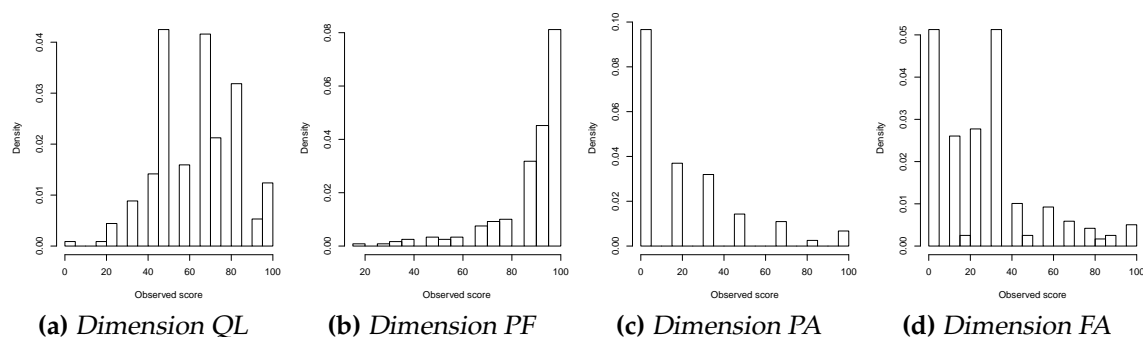 0.04
0.03
0.02
0.01
0.00
Density
0 20 40 60 80 100
Observed score
(a) Dimension QL
0.08
0.06
0.04
0.02
0.00
Density
20 40 60 80 100
Observed score
(b) Dimension PF
0.10
0.08
0.06
0.04
0.02
0.00
Density
0 20 40 60 80 100
Observed score
(c) Dimension PA
0.05
0.04
0.03
0.02
0.01
0.00
Density
0 20 40 60 80 100
Observed score
(d) Dimension FA